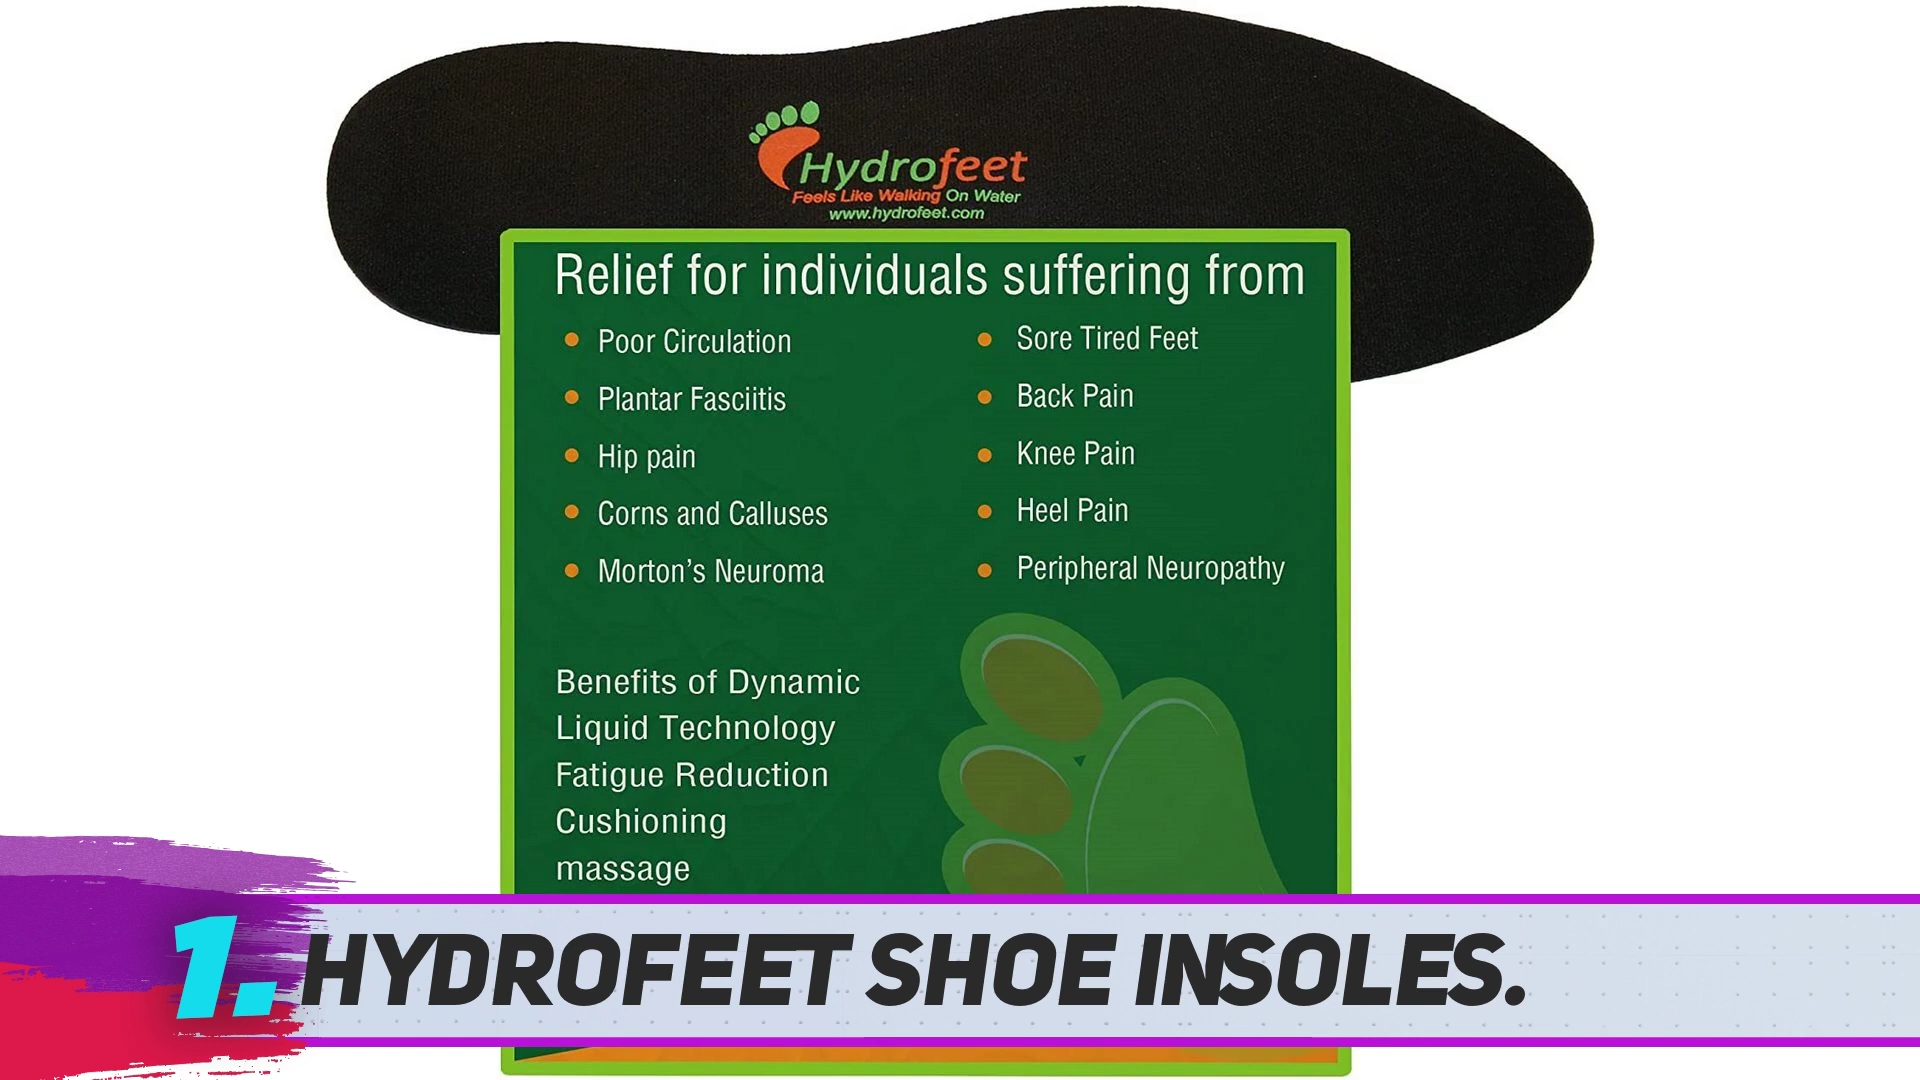 Hydrofeet
Feels Like Walking On Water
www.hydrofeet.com
Relief for individuals suffering from
Poor Circulation
Plantar Fasciitis
Hip pain
Corns and Calluses
Morton's Neuroma
Sore Tired Feet
Back Pain
Knee Pain
Heel Pain
Peripheral Neuropathy
Benefits of Dynamic
Liquid Technology
Fatigue Reduction
Cushioning
massage
1. HYDROFEET SHOE INSOLES.